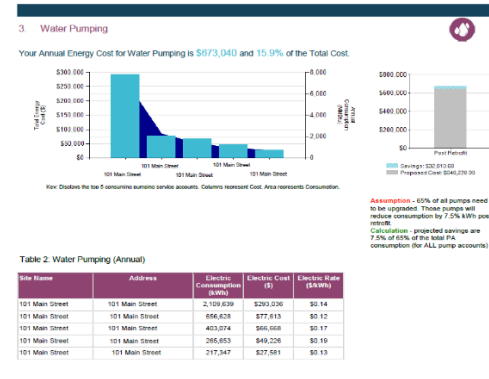 3. Water Pumping
Your Annual Energy Cost for Water Pumping is $673,040 and 15.9% of the Total Cost.
$300,000
$250,000
$200,000
$150,000
$100,000
$50,000
$0
Total Energy Cost ($)
8,000
6,000
4,000
2,000
0
Annual Consumption
101 Main Street
101 Main Street
101 Main Street
101 Main Street
101 Main Street
Key: Displays the top 5 consuming pumping service accounts. Columns represent Cost. Area represents Consumption.
$800,000
$600,000
$400,000
$200,000
$0
Post Retrofit
Savings:
Proposed Cost:
Assumption - 65% of all pumps need
to be upgraded. Those pumps will
reduce consumption by 7.5% kWh post
retrofit.
Calculation - projected savings are
7.5% of 65% of the total PA
consumption (for ALL pump accounts)
Table 2: Water Pumping (Annual)
Site Name Address Electric Consumption (kWh) Electric Cost ($) Electric Rate ($/kWh)
101 Main Street 101 Main Street 2,109,639 $293,036 $0.14
101 Main Street 101 Main Street 656,628 $77,613 $0.12
101 Main Street 101 Main Street 403,074 $66,668 $0.17
101 Main Street 101 Main Street 265,653 $49,226 $0.19
101 Main Street 101 Main Street 217,347 $27,581 $0.13